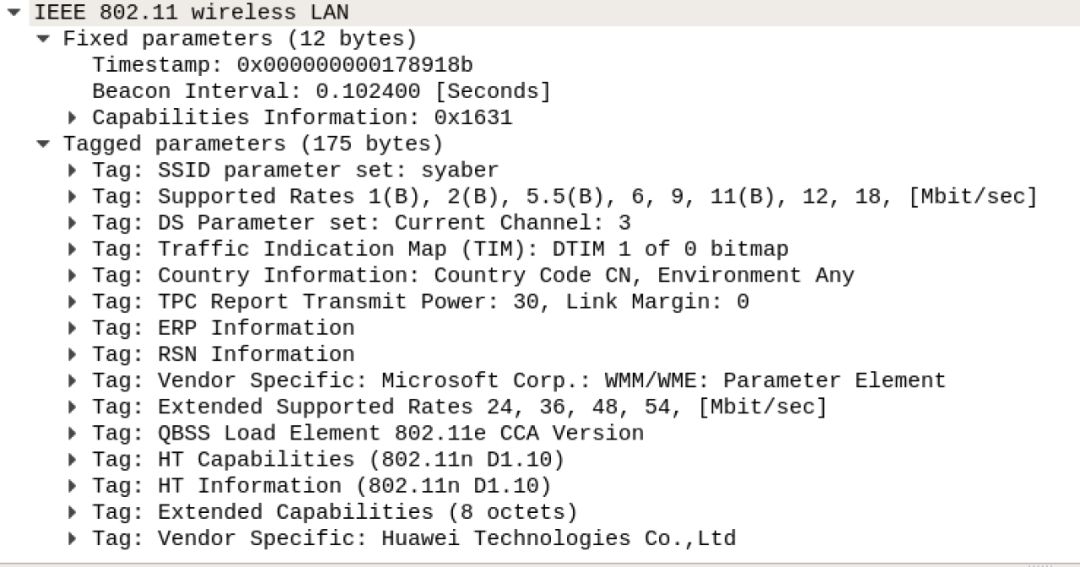 IEEE 802.11 wireless LAN
Fixed parameters (12 bytes)
Timestamp: 0x000000000178918b
Beacon Interval: 0.102400 [Seconds]
Capabilities Information: 0x1631
Tagged parameters (175 bytes)
Tag: SSID parameter set: syaber
Tag: Supported Rates 1(B), 2(B), 5.5(B), 6, 9, 11(B), 12, 18, [Mbit/sec]
Tag: DS Parameter set: Current Channel: 3
Tag: Traffic Indication Map (TIM): DTIM 1 of 0 bitmap
Tag: Country Information: Country Code CN, Environment Any
Tag: TPC Report Transmit Power: 30, Link Margin: 0
Tag: ERP Information
Tag: RSN Information
Tag: Vendor Specific: Microsoft Corp.: WMM/WME: Parameter Element
Tag: Extended Supported Rates 24, 36, 48, 54, [Mbit/sec]
Tag: QBSS Load Element 802.11e CCA Version
Tag: HT Capabilities (802.11n D1.10)
Tag: HT Information (802.11n D1.10)
Tag: Extended Capabilities (8 octets)
Tag: Vendor Specific: Huawei Technologies Co.,Ltd